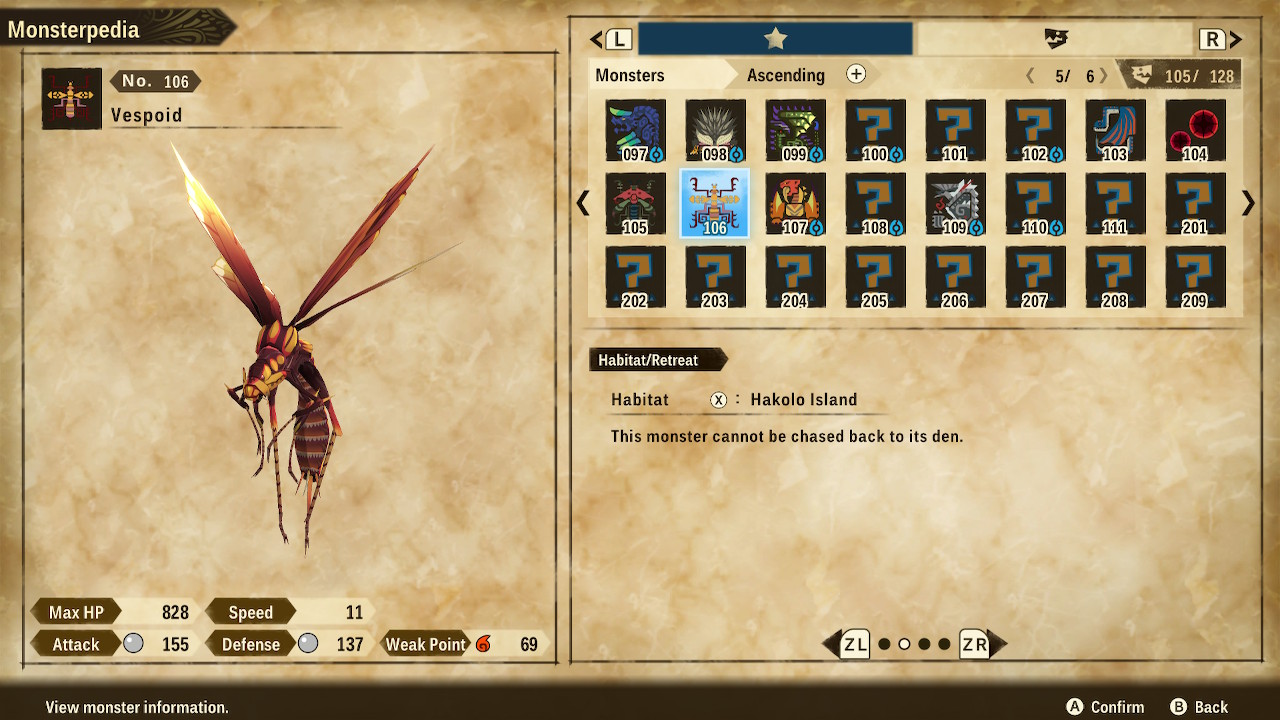 Monsterpedia
No. 106
Vespoid
L
R
Monsters
Ascending
5/ 6
105/ 128
097
098
099
? 100
? 101
? 102
103
104
105
106
107
? 108
109
? 110
? 111
? 201
? 202
? 203
? 204
? 205
? 206
? 207
? 208
? 209
Habitat/Retreat
Habitat X : Hakolo Island
This monster cannot be chased back to its den.
Max HP 828
Speed 11
Attack 155
Defense 137
Weak Point 69
ZL
ZR
View monster information.
A Confirm
B Back